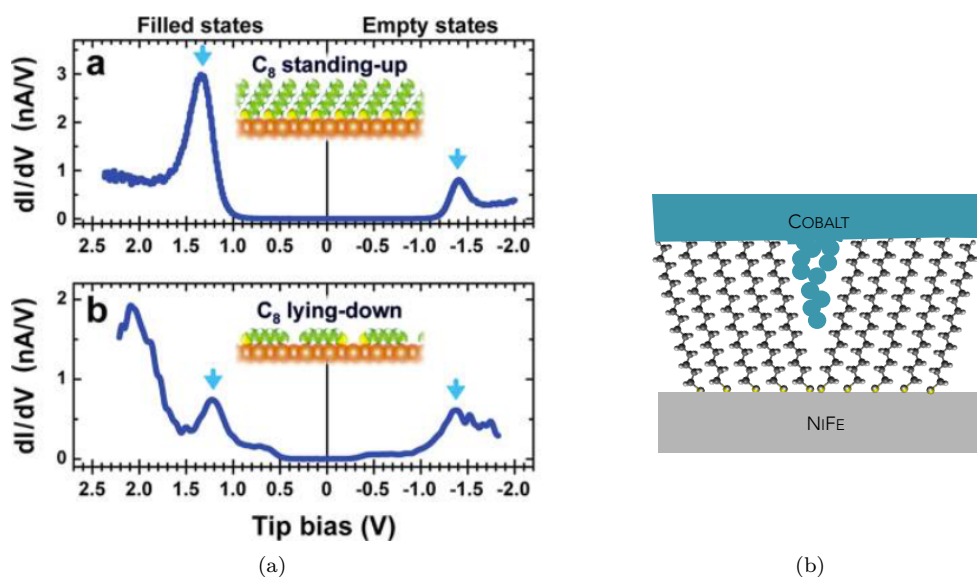 Filled states Empty states
a
C₈ standing-up
dI/dV (nA/V)
3
2
1
0
2.5 2.0 1.5 1.0 0.5 0 -0.5 -1.0 -1.5 -2.0
b
C₈ lying-down
dI/dV (nA/V)
2
1
0
2.5 2.0 1.5 1.0 0.5 0 -0.5 -1.0 -1.5 -2.0
Tip bias (V)
(a)
COBALT
NIFE
(b)